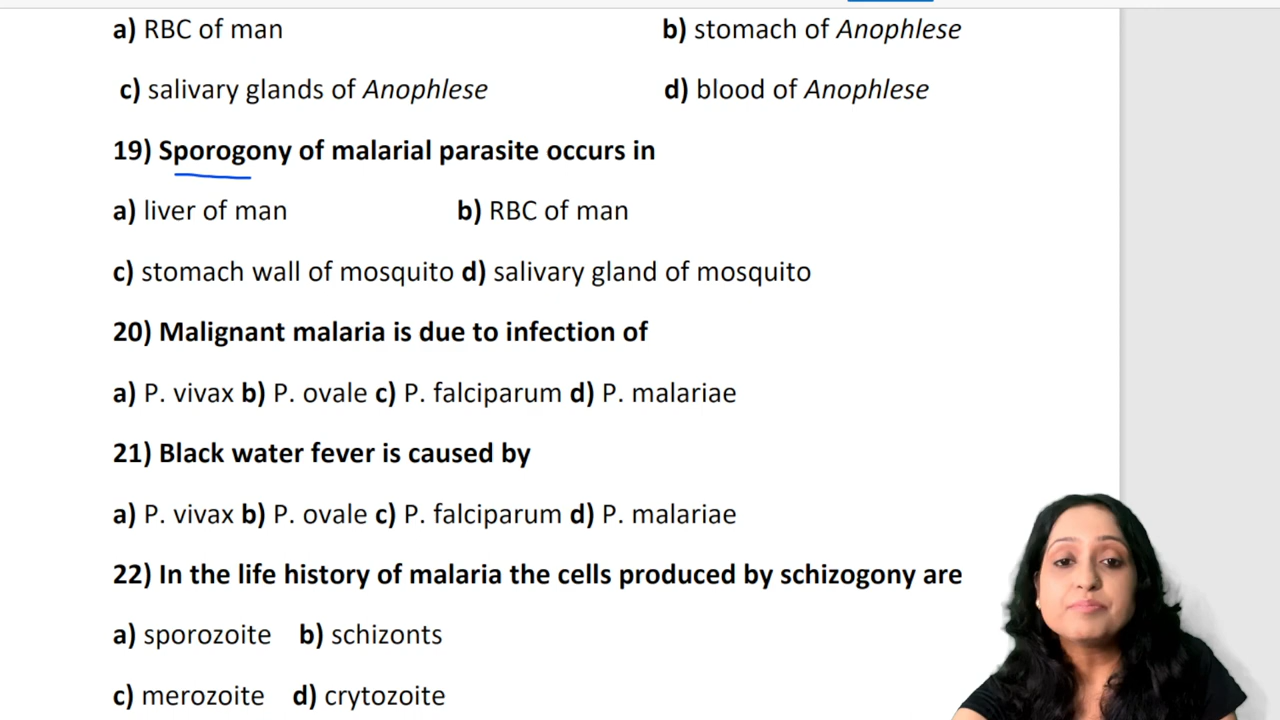 a) RBC of man b) stomach of Anophlese
c) salivary glands of Anophlese d) blood of Anophlese
19) Sporogony of malarial parasite occurs in
a) liver of man b) RBC of man
c) stomach wall of mosquito d) salivary gland of mosquito
20) Malignant malaria is due to infection of
a) P. vivax b) P. ovale c) P. falciparum d) P. malariae
21) Black water fever is caused by
a) P. vivax b) P. ovale c) P. falciparum d) P. malariae
22) In the life history of malaria the cells produced by schizogony are
a) sporozoite b) schizonts
c) merozoite d) crytozoite